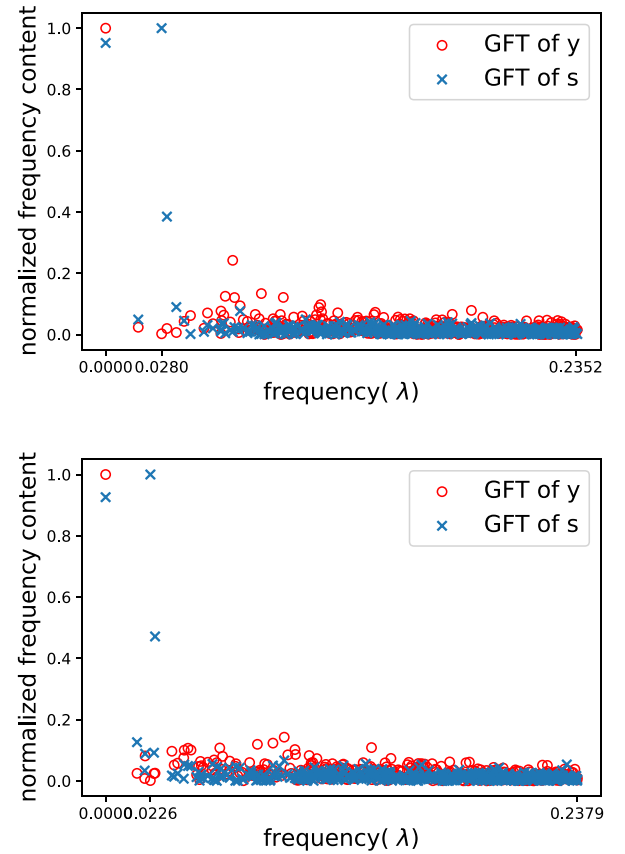 normalized frequency content
1.0
0.8
0.6
0.4
0.2
0.0
GFT of y
GFT of s
0.0000
0.0280
0.2352
frequency( λ)
normalized frequency content
1.0
0.8
0.6
0.4
0.2
0.0
GFT of y
GFT of s
0.0000
0.0226
0.2379
frequency( λ)